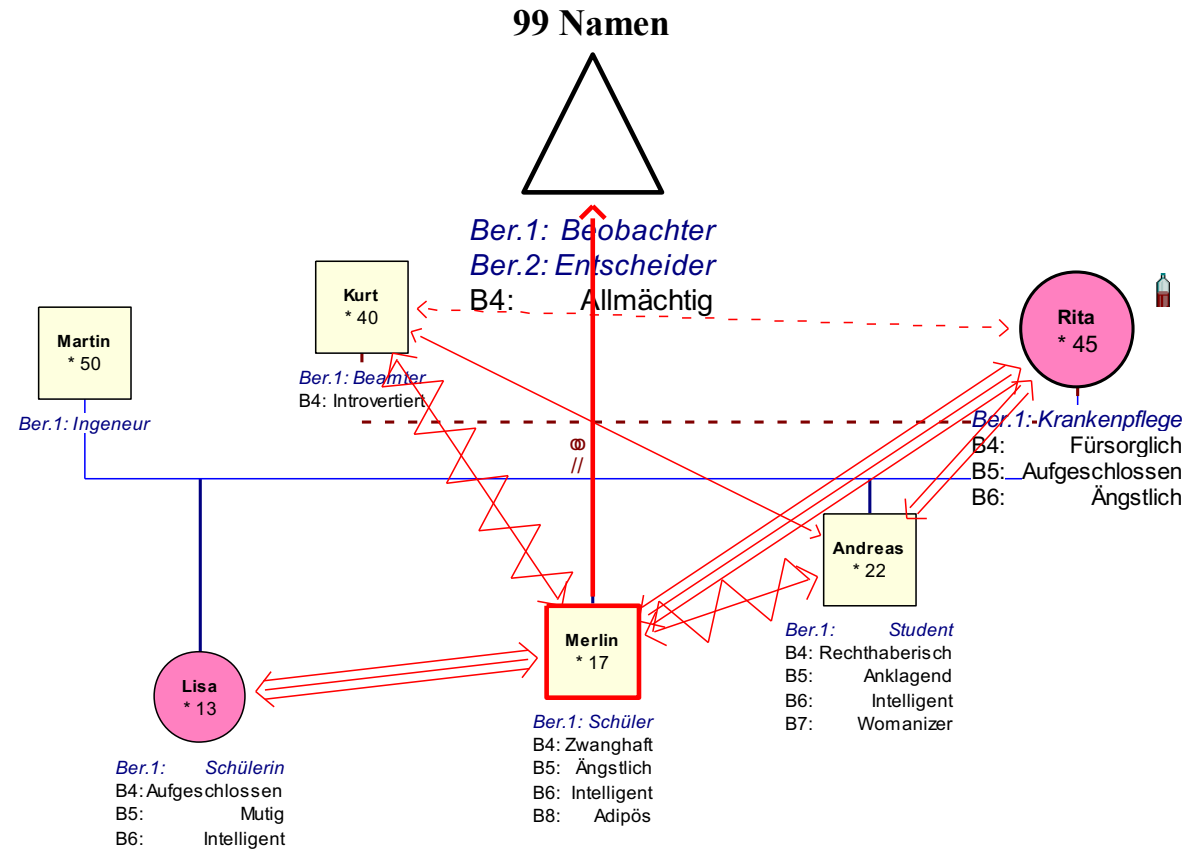 99 Namen
Ber.1: Beobachter
Ber.2: Entscheider
B4: Allmächtig
Kurt
* 40
Ber.1: Beamter
B4: Introvertiert
Martin
* 50
Ber.1: Ingeneur
Rita
* 45
Ber.1: Krankenpflege
B4: Fürsorglich
B5: Aufgeschlossen
B6: Ängstlich
Andreas
* 22
Ber.1: Student
B4: Rechthaberisch
B5: Anklagend
B6: Intelligent
B7: Womanizer
Merlin
* 17
Ber.1: Schüler
B4: Zwanghaft
B5: Ängstlich
B6: Intelligent
B8: Adipös
Lisa
* 13
Ber.1: Schülerin
B4: Aufgeschlossen
B5: Mutig
B6: Intelligent